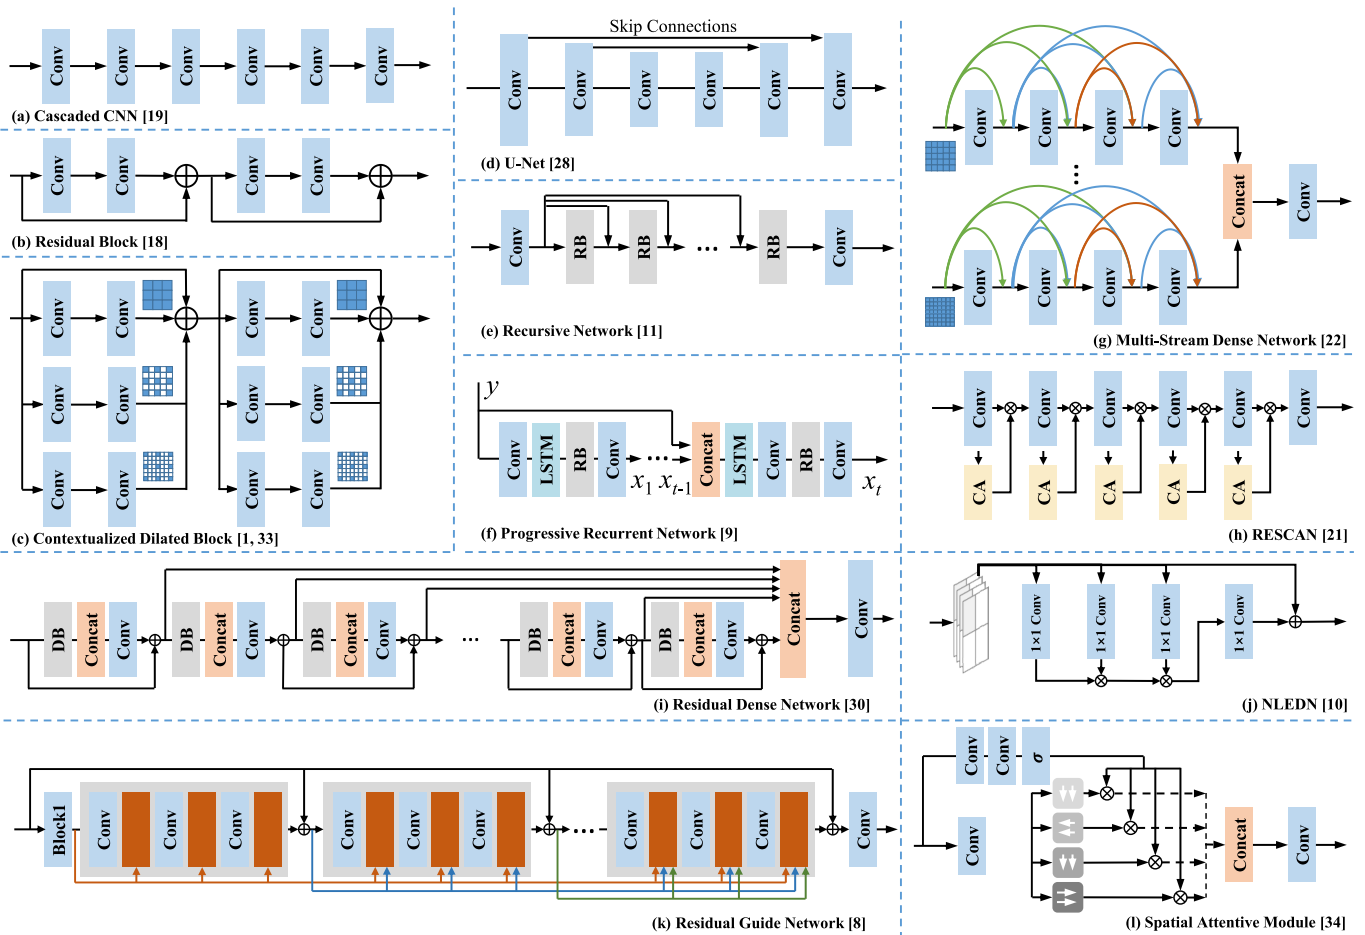 Conv Conv Conv Conv Conv Conv
(a) Cascaded CNN [19]
Conv Conv Conv Conv
(b) Residual Block [18]
Conv Conv Conv Conv
Conv Conv Conv Conv
Conv Conv Conv Conv
(c) Contextualized Dilated Block [1, 33]
Skip Connections
Conv Conv Conv Conv Conv Conv
(d) U-Net [28]
Conv RB RB ... RB Conv
(e) Recursive Network [11]
y
Conv LSTM RB Conv ... Concat LSTM Conv RB Conv
x1 xt-1 xt
(f) Progressive Recurrent Network [9]
Conv Conv Conv Conv
...
Concat Conv
Conv Conv Conv Conv
(g) Multi-Stream Dense Network [22]
Conv Conv Conv Conv Conv Conv
CA CA CA CA CA
(h) RESCAN [21]
DB Concat Conv DB Concat Conv DB Concat Conv ... DB Concat Conv DB Concat Conv Concat Conv
(i) Residual Dense Network [30]
1×1 Conv 1×1 Conv 1×1 Conv 1×1 Conv
(j) NLEDN [10]
Block1 Conv Conv Conv Conv Conv Conv ... Conv Conv Conv Conv
(k) Residual Guide Network [8]
Conv Conv σ
Conv Concat Conv
(l) Spatial Attentive Module [34]